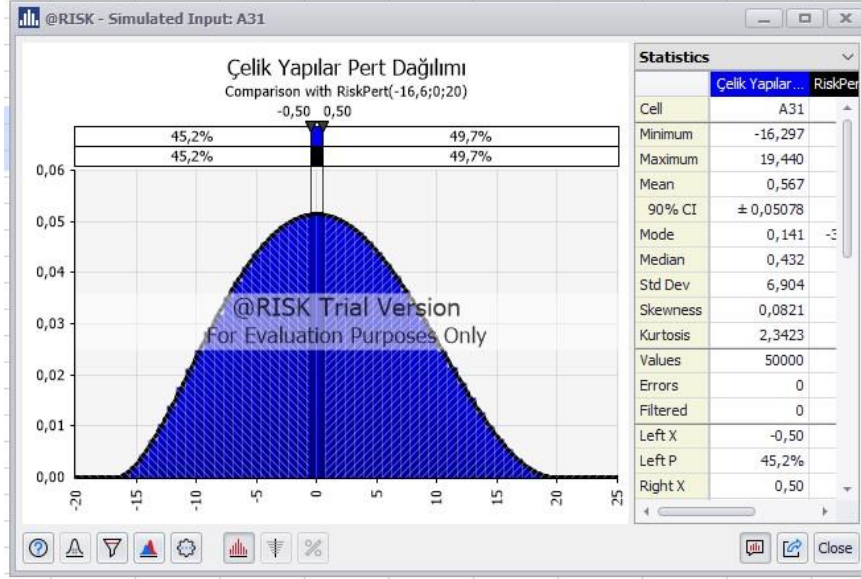 @RISK - Simulated Input: A31
Çelik Yapılar Pert Dağılımı
Comparison with RiskPert(-16,6;0;20)
-0,50 0,50
45,2% 49,7%
45,2% 49,7%
0,06
0,05
0,04
0,03
0,02
0,01
0,00
-20 -15 -10 -5 0 5 10 15 20 25
@RISK Trial Version
For Evaluation Purposes Only
Statistics
Çelik Yapılar... RiskPer
Cell A31
Minimum -16,297
Maximum 19,440
Mean 0,567
90% CI ± 0,05078
Mode 0,141
Median 0,432
Std Dev 6,904
Skewness 0,0821
Kurtosis 2,3423
Values 50000
Errors 0
Filtered 0
Left X -0,50
Left P 45,2%
Right X 0,50
Close